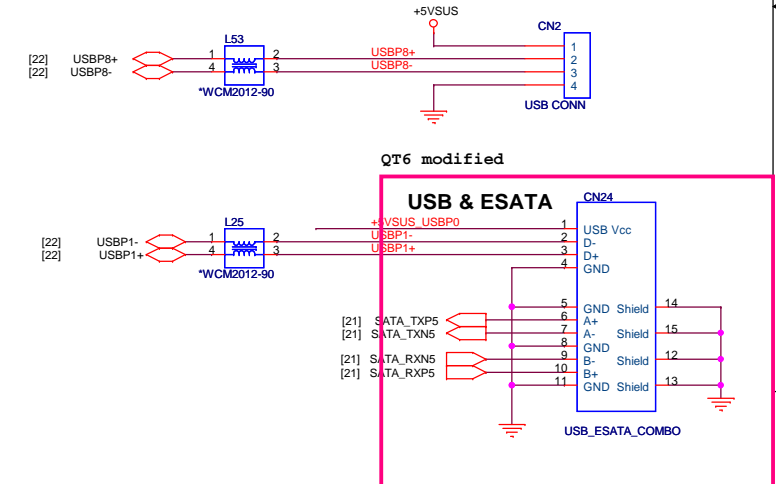 +5VSUS
CN2
L53
[22] USBP8+ 1 2 USBP8+ 1
2
[22] USBP8- 4 3 USBP8- 3
4
*WCM2012-90
USB CONN
QT6 modified
USB & ESATA
CN24
L25
+5VSUS_USBP0 1 USB Vcc
[22] USBP1- 1 2 USBP1- 2 D-
[22] USBP1+ 4 3 USBP1+ 3 D+
4 GND
*WCM2012-90
5 GND Shield 14
[21] SATA_TXP5 6 A+
[21] SATA_TXN5 7 A- Shield 15
8 GND
[21] SATA_RXN5 9 B- Shield 12
[21] SATA_RXP5 10 B+
11 GND Shield 13
USB_ESATA_COMBO